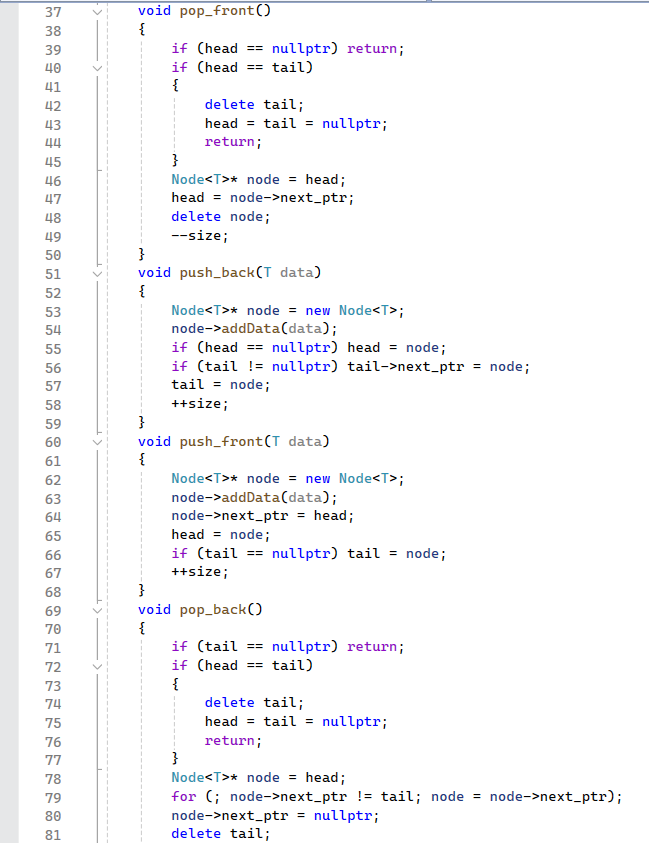 37 void pop_front()
38 {
39 if (head == nullptr) return;
40 if (head == tail)
41 {
42 delete tail;
43 head = tail = nullptr;
44 return;
45 }
46 Node<T>* node = head;
47 head = node->next_ptr;
48 delete node;
49 --size;
50 }
51 void push_back(T data)
52 {
53 Node<T>* node = new Node<T>;
54 node->addData(data);
55 if (head == nullptr) head = node;
56 if (tail != nullptr) tail->next_ptr = node;
57 tail = node;
58 ++size;
59 }
60 void push_front(T data)
61 {
62 Node<T>* node = new Node<T>;
63 node->addData(data);
64 node->next_ptr = head;
65 head = node;
66 if (tail == nullptr) tail = node;
67 ++size;
68 }
69 void pop_back()
70 {
71 if (tail == nullptr) return;
72 if (head == tail)
73 {
74 delete tail;
75 head = tail = nullptr;
76 return;
77 }
78 Node<T>* node = head;
79 for (; node->next_ptr != tail; node = node->next_ptr);
80 node->next_ptr = nullptr;
81 delete tail;